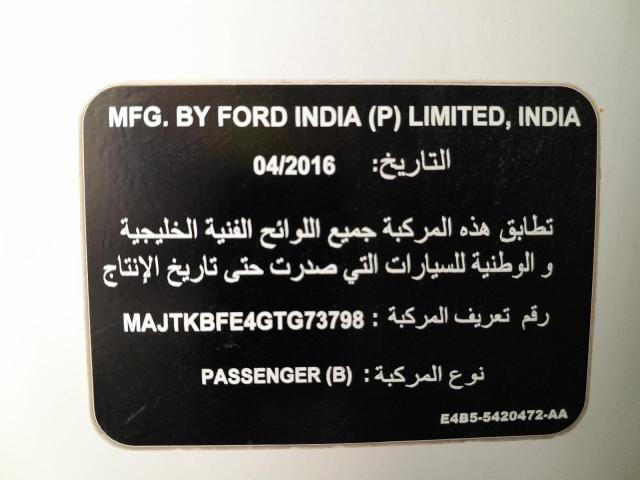 MFG. BY FORD INDIA (P) LIMITED, INDIA
التاريخ: 04/2016
تطابق هذه المركبة جميع اللوائح الفنية الخليجية
و الوطنية للسيارات التي صدرت حتى تاريخ الإنتاج
رقم تعريف المركبة : MAJTKBFE4GTG73798
نوع المركبة : PASSENGER (B)
E4B5-5420472-AA